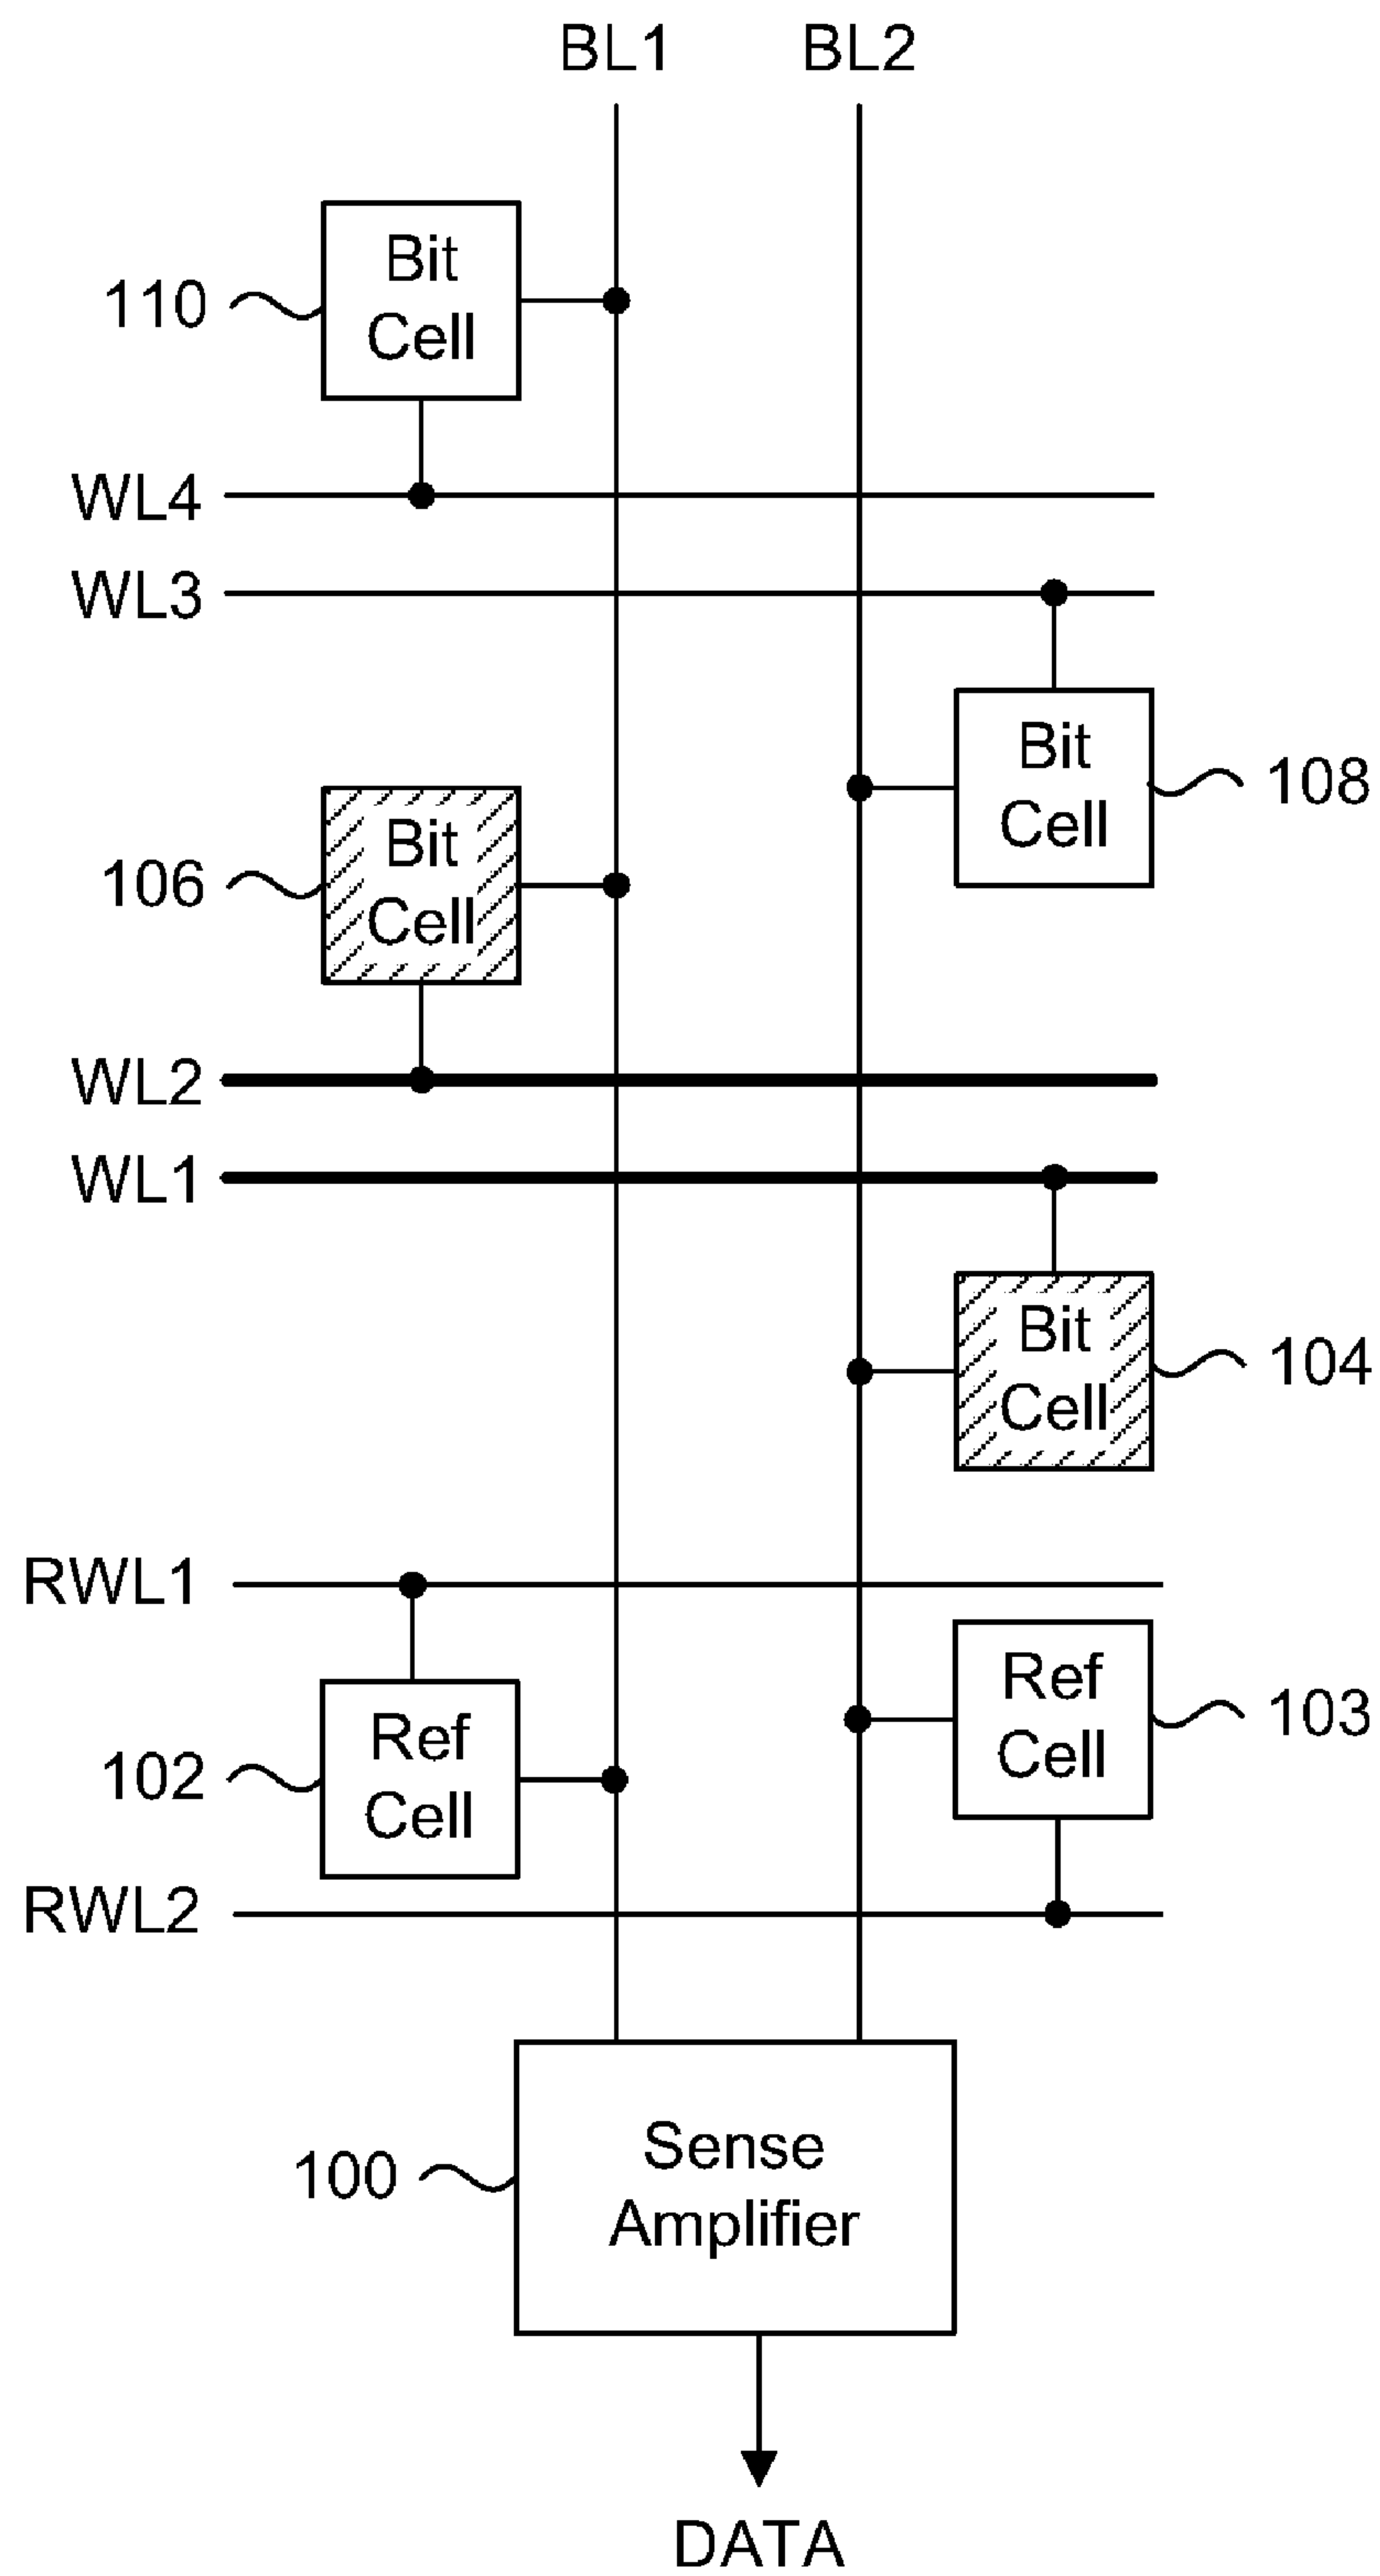 BL1 BL2
110
Bit
Cell
WL4
WL3
Bit
Cell
108
106
Bit
Cell
WL2
WL1
Bit
Cell
104
RWL1
Ref
Cell
103
102
Ref
Cell
RWL2
100
Sense
Amplifier
DATA